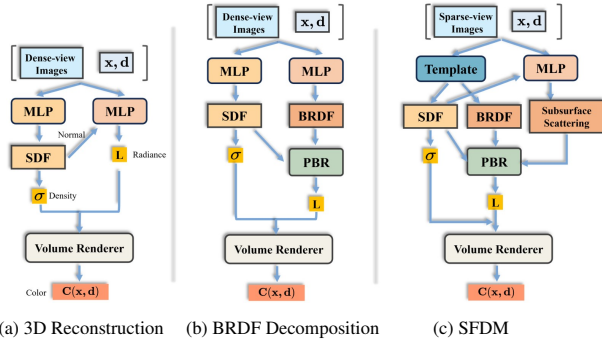 Dense-view
Images
x, d
MLP
MLP
Normal
SDF
L
Radiance
σ
Density
Volume Renderer
Color
C(x, d)
(a) 3D Reconstruction
Dense-view
Images
x, d
MLP
MLP
SDF
BRDF
σ
PBR
L
Volume Renderer
C(x, d)
(b) BRDF Decomposition
Sparse-view
Images
x, d
Template
MLP
SDF
BRDF
Subsurface
Scattering
σ
PBR
L
Volume Renderer
C(x, d)
(c) SFDM